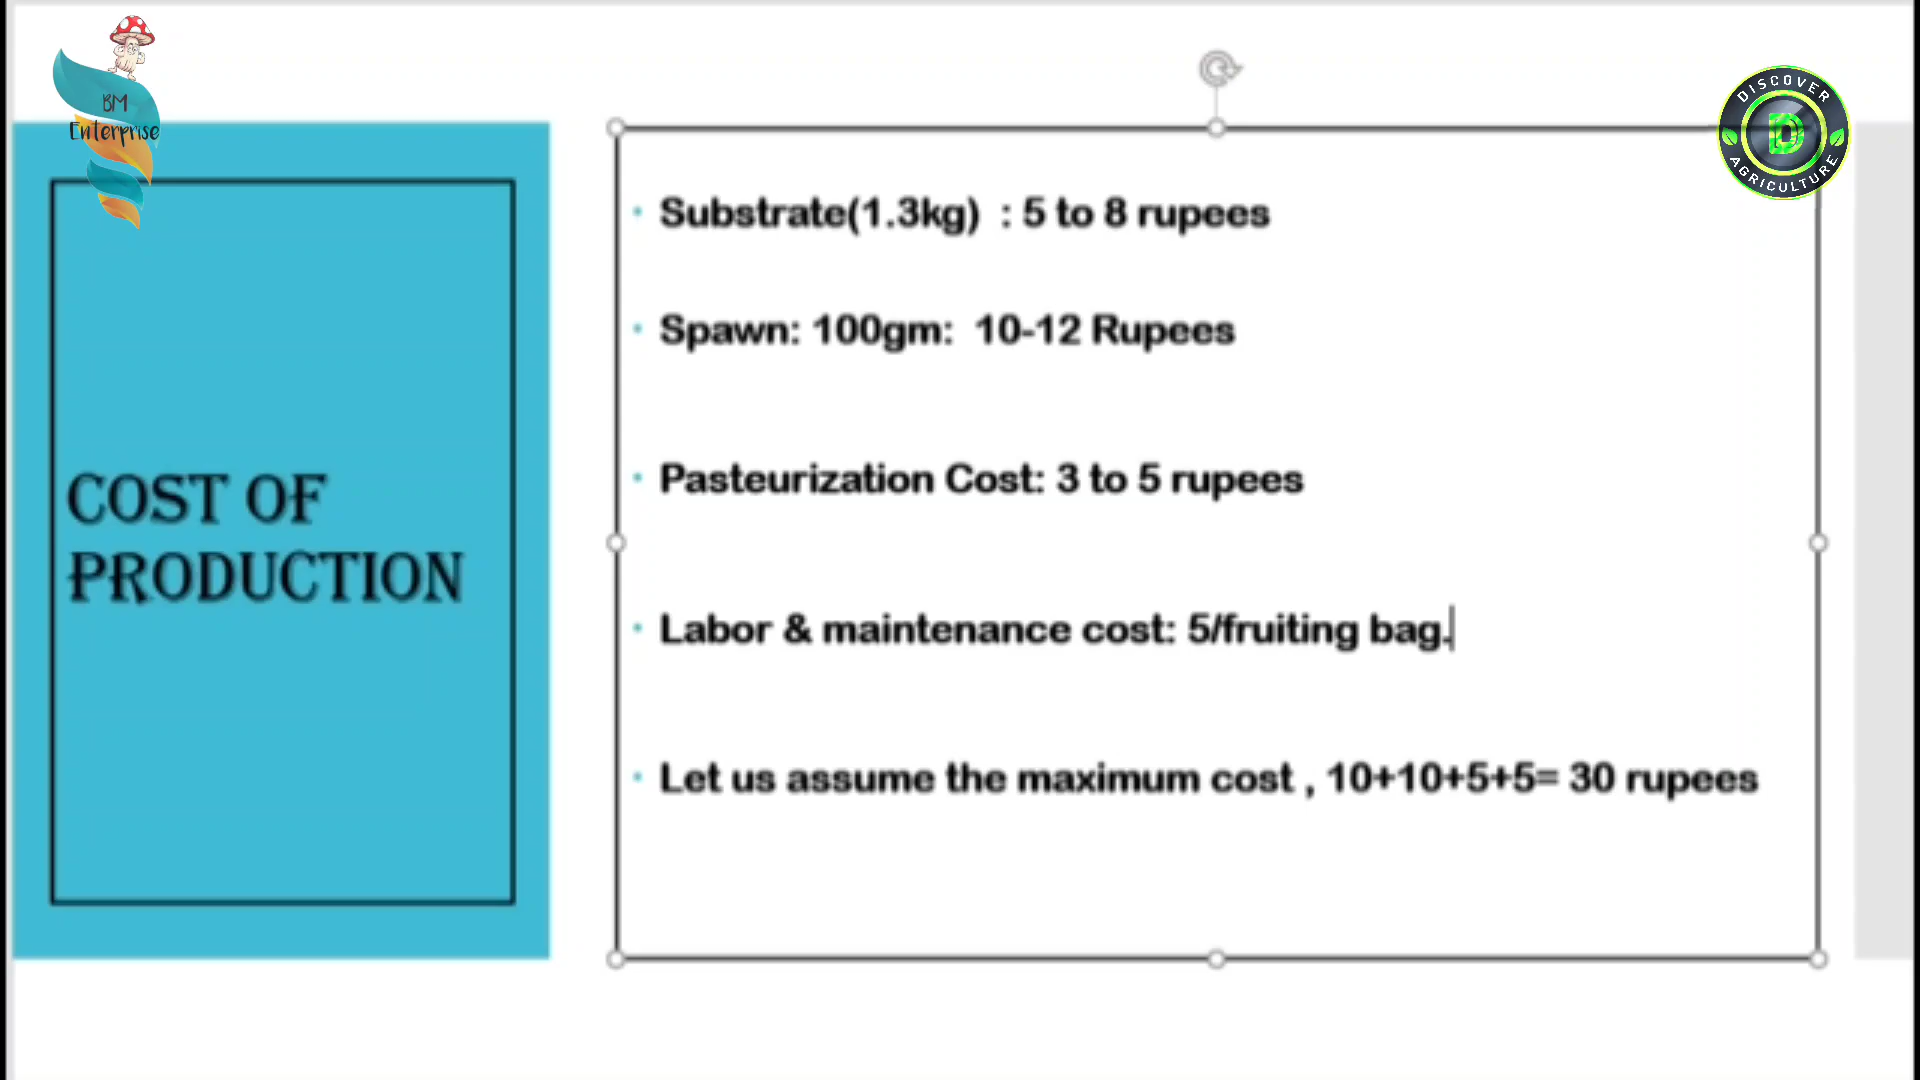 BM
Enterprise
DISCOVER
D
AGRICULTURE
COST OF
PRODUCTION
• Substrate(1.3kg) : 5 to 8 rupees
• Spawn: 100gm: 10-12 Rupees
• Pasteurization Cost: 3 to 5 rupees
• Labor & maintenance cost: 5/fruiting bag.
• Let us assume the maximum cost , 10+10+5+5= 30 rupees